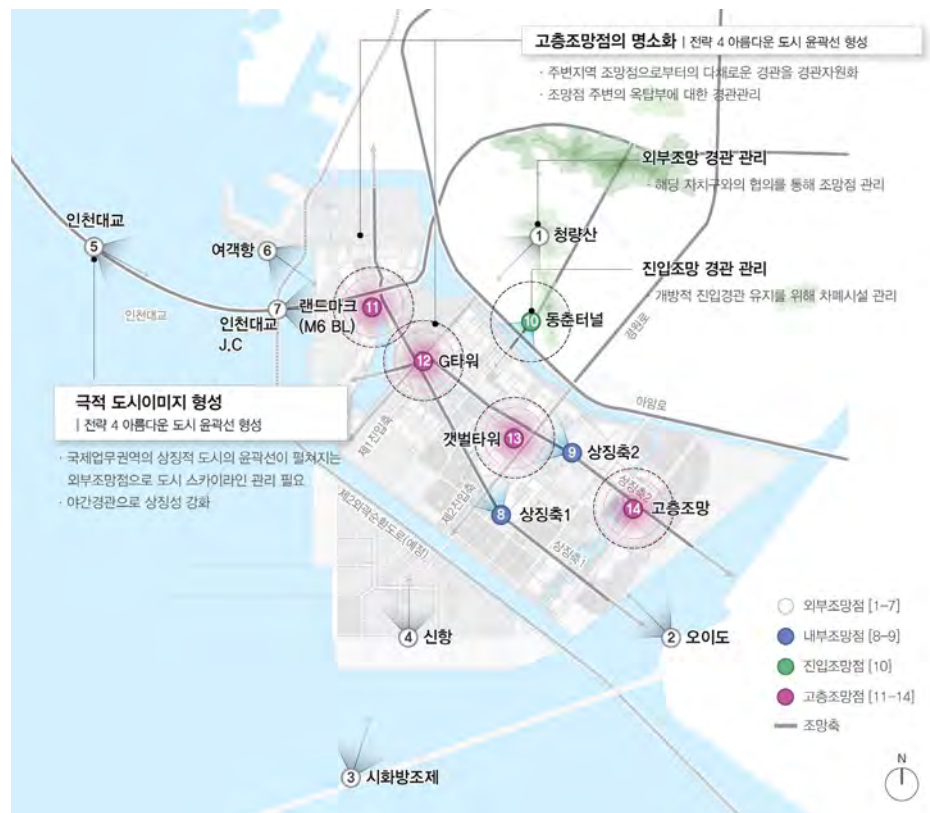 고층조망점의 명소화 | 전략 4 아름다운 도시 윤곽선 형성
· 주변지역 조망점으로부터의 다채로운 경관을 경관자원화
· 조망점 주변의 옥탑부에 대한 경관관리
외부조망 경관 관리
· 해당 자치구와의 협의를 통해 조망점 관리
인천대교
5
여객항
6
1
청량산
진입조망 경관 관리
· 개방적 진입경관 유지를 위해 차폐시설 관리
인천대교
7
인천대교
J.C
랜드마크
(M6 BL)
11
10
동춘터널
경원로
12
G타워
아암로
극적 도시이미지 형성
| 전략 4 아름다운 도시 윤곽선 형성
· 국제업무권역의 상징적 도시의 윤곽선이 펼쳐지는
외부조망점으로 도시 스카이라인 관리 필요
· 야간경관으로 상징성 강화
제1진입축
갯벌타워
13
9
상징축2
제2진입축
상징축2
8
상징축1
14
고층조망
제2외곽순환도로(예정)
상징축1
4
신항
2
오이도
3
시화방조제
외부조망점 [1-7]
내부조망점 [8-9]
진입조망점 [10]
고층조망점 [11-14]
조망축
N